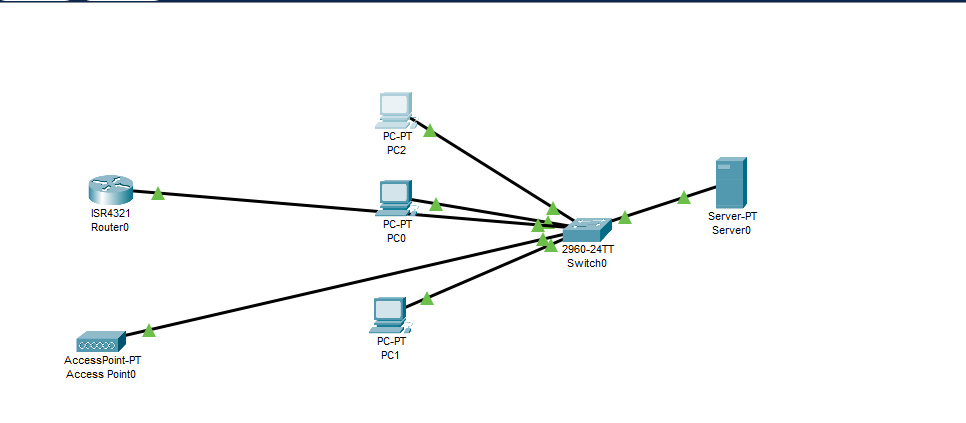 PC-PT
PC2
ISR4321
Router0
PC-PT
PC0
Server-PT
Server0
2960-24TT
Switch0
PC-PT
PC1
AccessPoint-PT
Access Point0